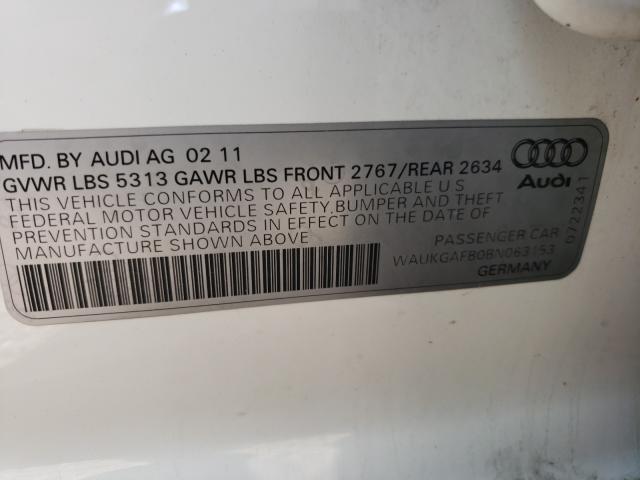 MFD. BY AUDI AG 02 11
GVWR LBS 5313 GAWR LBS FRONT 2767/REAR 2634
THIS VEHICLE CONFORMS TO ALL APPLICABLE U S
FEDERAL MOTOR VEHICLE SAFETY,BUMPER AND THEFT
PREVENTION STANDARDS IN EFFECT ON THE DATE OF
MANUFACTURE SHOWN ABOVE
PASSENGER CAR
WAUKGAFB0BN063153
GERMANY
Audi
0722341